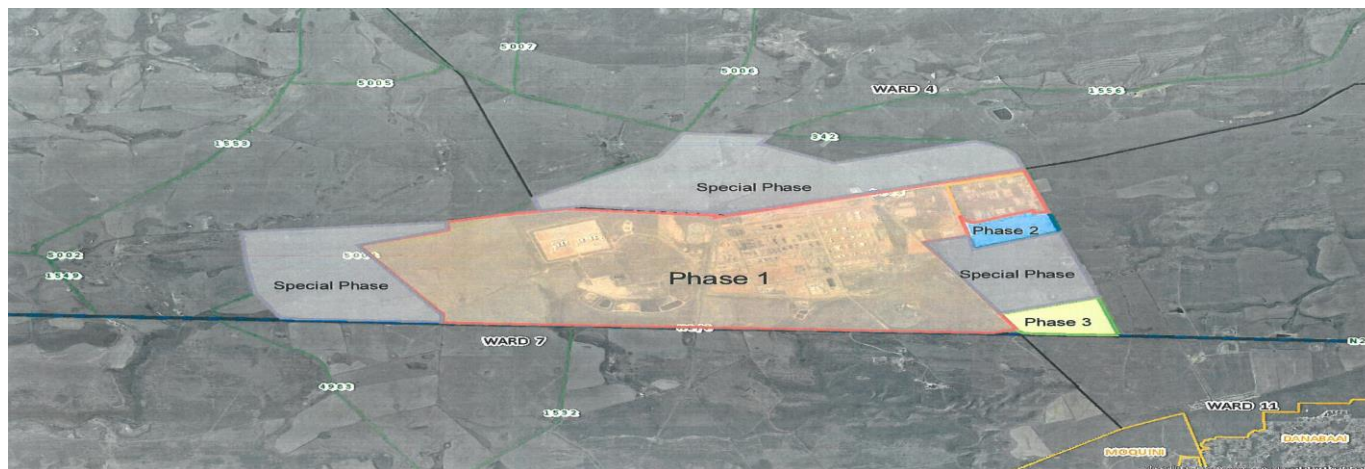 5007
5006
5005
WARD 4
1556
342
1583
Special Phase
Phase 2
5002
1549
Special Phase
Phase 1
Special Phase
Phase 3
WARD 7
N2
4983
1592
WARD 11
MOQUINI
DANABAAI